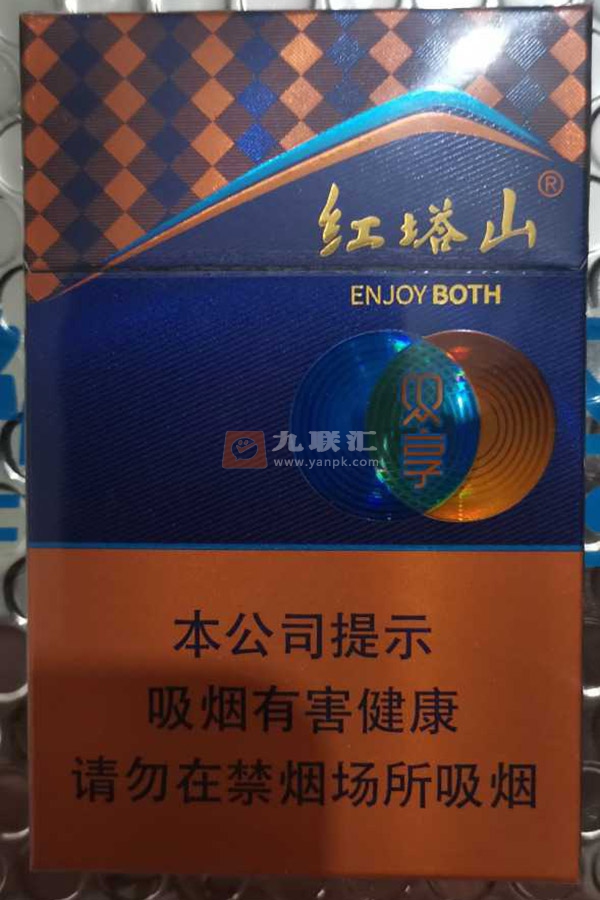 红塔山®
ENJOY BOTH
双享
九联汇
www.yanpk.com
本公司提示
吸烟有害健康
请勿在禁烟场所吸烟